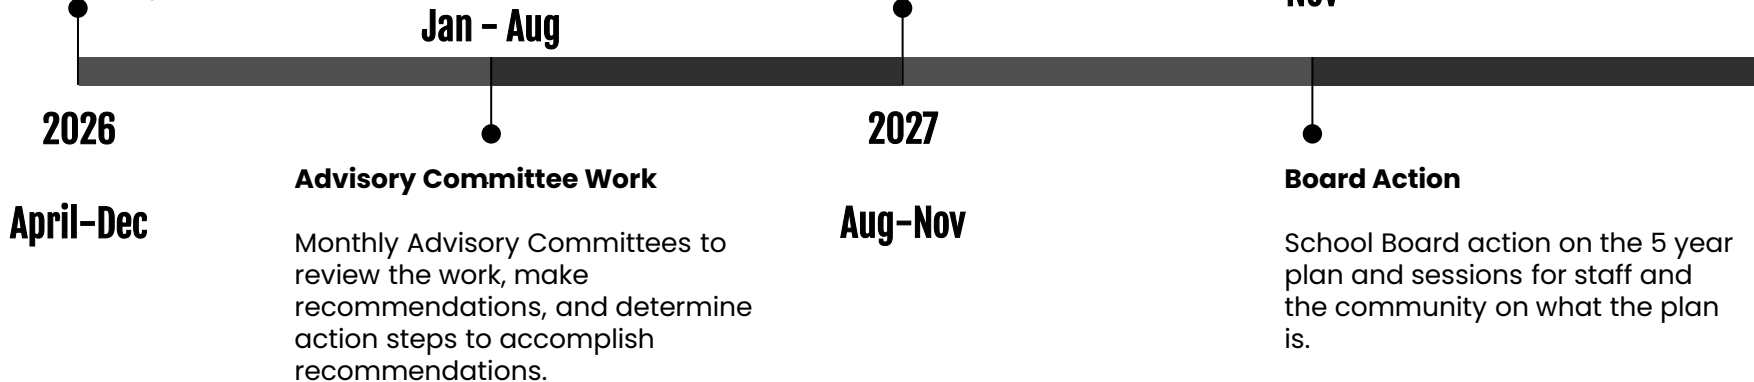 Jan – Aug
Nov
2026
2027
April–Dec
Aug–Nov
Advisory Committee Work
Monthly Advisory Committees to
review the work, make
recommendations, and determine
action steps to accomplish
recommendations.
Board Action
School Board action on the 5 year
plan and sessions for staff and
the community on what the plan
is.